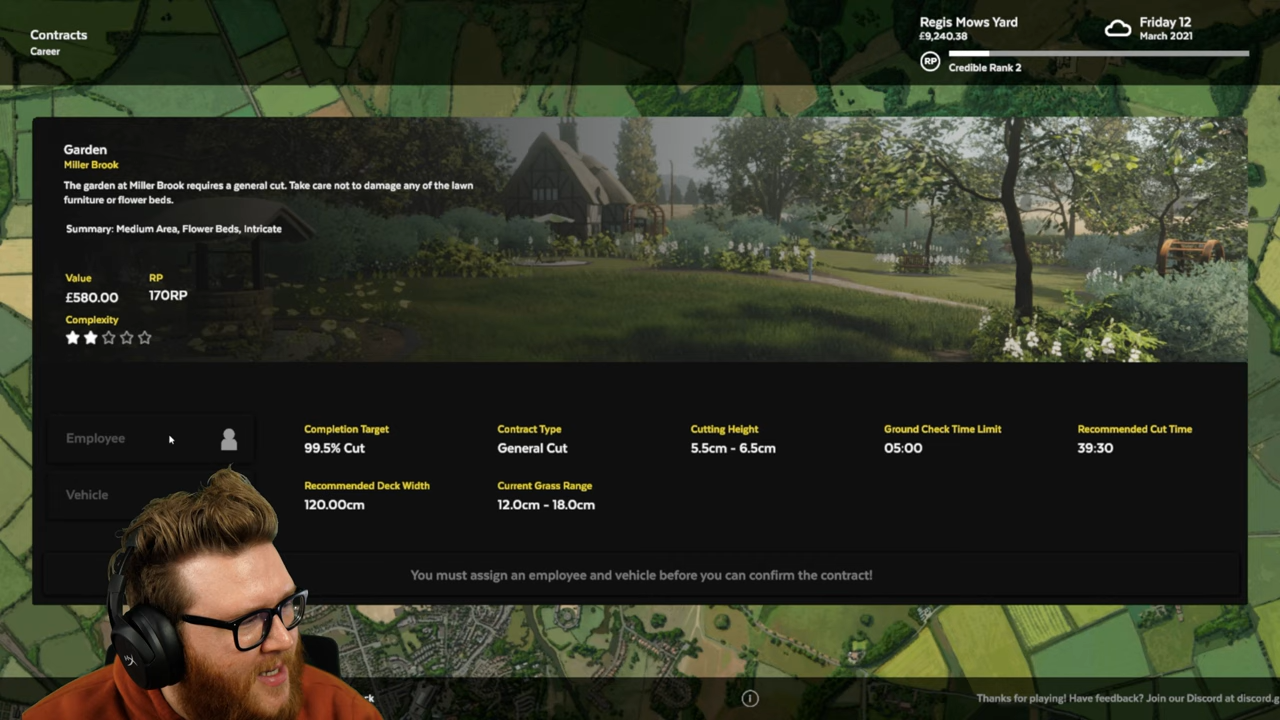 Contracts
Career
Regis Mows Yard
£9,240.38
Friday 12
March 2021
RP
Credible Rank 2
Garden
Miller Brook
The garden at Miller Brook requires a general cut. Take care not to damage any of the lawn
furniture or flower beds.
Summary: Medium Area, Flower Beds, Intricate
Value
RP
£580.00
170RP
Complexity
Employee
Vehicle
Completion Target
99.5% Cut
Contract Type
General Cut
Cutting Height
5.5cm - 6.5cm
Ground Check Time Limit
05:00
Recommended Cut Time
39:30
Recommended Deck Width
120.00cm
Current Grass Range
12.0cm - 18.0cm
You must assign an employee and vehicle before you can confirm the contract!
Thanks for playing! Have feedback? Join our Discord at discord.g